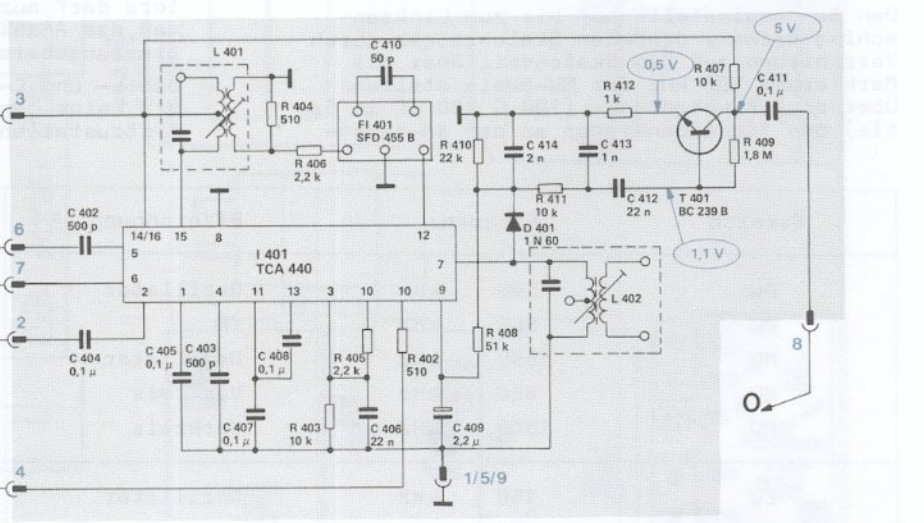 L 401
C 410
50 p
5 V
3
R 404
510
FI 401
SFD 455 B
R 406
2,2 k
0,5 V
R 412
1 k
R 407
10 k
C 411
0,1 µ
R 410
22 k
C 414
2 n
C 413
1 n
R 409
1,8 M
R 411
10 k
C 412
22 n
T 401
BC 239 B
D 401
1 N 60
1,1 V
6
C 402
500 p
14/16
15
8
12
5
I 401
TCA 440
7
7
6
2
1
4
11
13
3
10
10
9
L 402
2
C 404
0,1 µ
C 405
0,1 µ
C 403
500 p
C 408
0,1 µ
R 405
2,2 k
R 402
510
R 408
51 k
8
C 407
0,1 µ
R 403
10 k
C 406
22 n
C 409
2,2 µ
O
4
1/5/9